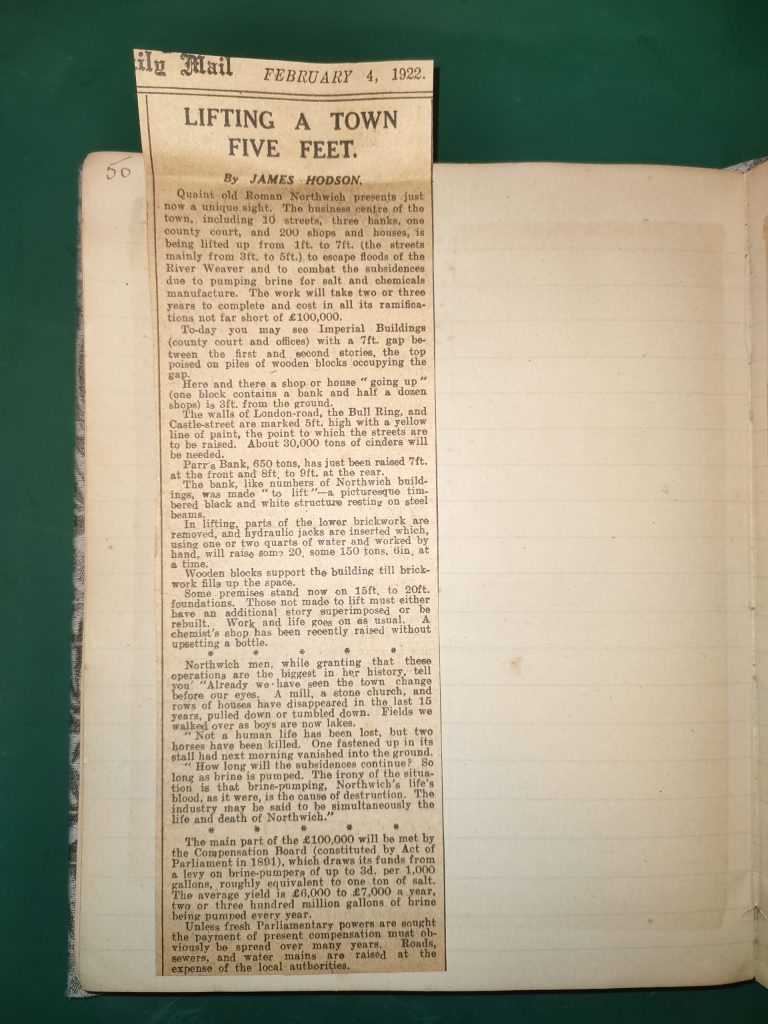 50
ily Mail FEBRUARY 4, 1922.
LIFTING A TOWN
FIVE FEET.
By JAMES HODSON.
Quaint old Roman Northwich presents just
now a unique sight. The business centre of the
town, including 10 streets, three banks, one
county court, and 200 shops and houses, is
being lifted up from 1ft. to 7ft. (the streets
mainly from 3ft. to 5ft.) to escape floods of the
River Weaver and to combat the subsidences
due to pumping brine for salt and chemicals
manufacture. The work will take two or three
years to complete and cost in all its ramifica-
tions not far short of £100,000.
To-day you may see Imperial Buildings
(county court and offices) with a 7ft. gap be-
tween the first and second stories, the top
poised on piles of wooden blocks occupying the
gap.
Here and there a shop or house "going up"
(one block contains a bank and half a dozen
shops) is 3ft. from the ground.
The walls of London-road, the Bull Ring, and
Castle-street are marked 5ft. high with a yellow
line of paint, the point to which the streets are
to be raised. About 30,000 tons of cinders will
be needed.
Parr's Bank, 650 tons, has just been raised 7ft.
at the front and 8ft. to 9ft. at the rear.
The bank, like numbers of Northwich build-
ings, was made "to lift"—a picturesque tim-
bered black and white structure resting on steel
beams.
In lifting, parts of the lower brickwork are
removed, and hydraulic jacks are inserted which,
using one or two quarts of water and worked by
hand, will raise some 20, some 150 tons, 6in. at
a time.
Wooden blocks support the building till brick-
work fills up the space.
Some premises stand now on 15ft. to 20ft.
foundations. Those not made to lift must either
have an additional story superimposed or be
rebuilt. Work and life goes on as usual. A
chemist's shop has been recently raised without
upsetting a bottle.
* * * * *
Northwich men, while granting that these
operations are the biggest in her history, tell
you "Already we have seen the town change
before our eyes. A mill, a stone church, and
rows of houses have disappeared in the last 15
years, pulled down or tumbled down. Fields we
walked over as boys are now lakes.
"Not a human life has been lost, but two
horses have been killed. One fastened up in its
stall had next morning vanished into the ground.
"How long will the subsidences continue? So
long as brine is pumped. The irony of the situa-
tion is that brine-pumping, Northwich's life's
blood, as it were, is the cause of destruction. The
industry may be said to be simultaneously the
life and death of Northwich."
* * * * *
The main part of the £100,000 will be met by
the Compensation Board (constituted by Act of
Parliament in 1891), which draws its funds from
a levy on brine-pumpers of up to 3d. per 1,000
gallons, roughly equivalent to one ton of salt.
The average yield is £6,000 to £7,000 a year,
two or three hundred million gallons of brine
being pumped every year.
Unless fresh Parliamentary powers are sought
the payment of present compensation must ob-
viously be spread over many years. Roads,
sewers, and water mains are raised at the
expense of the local authorities.